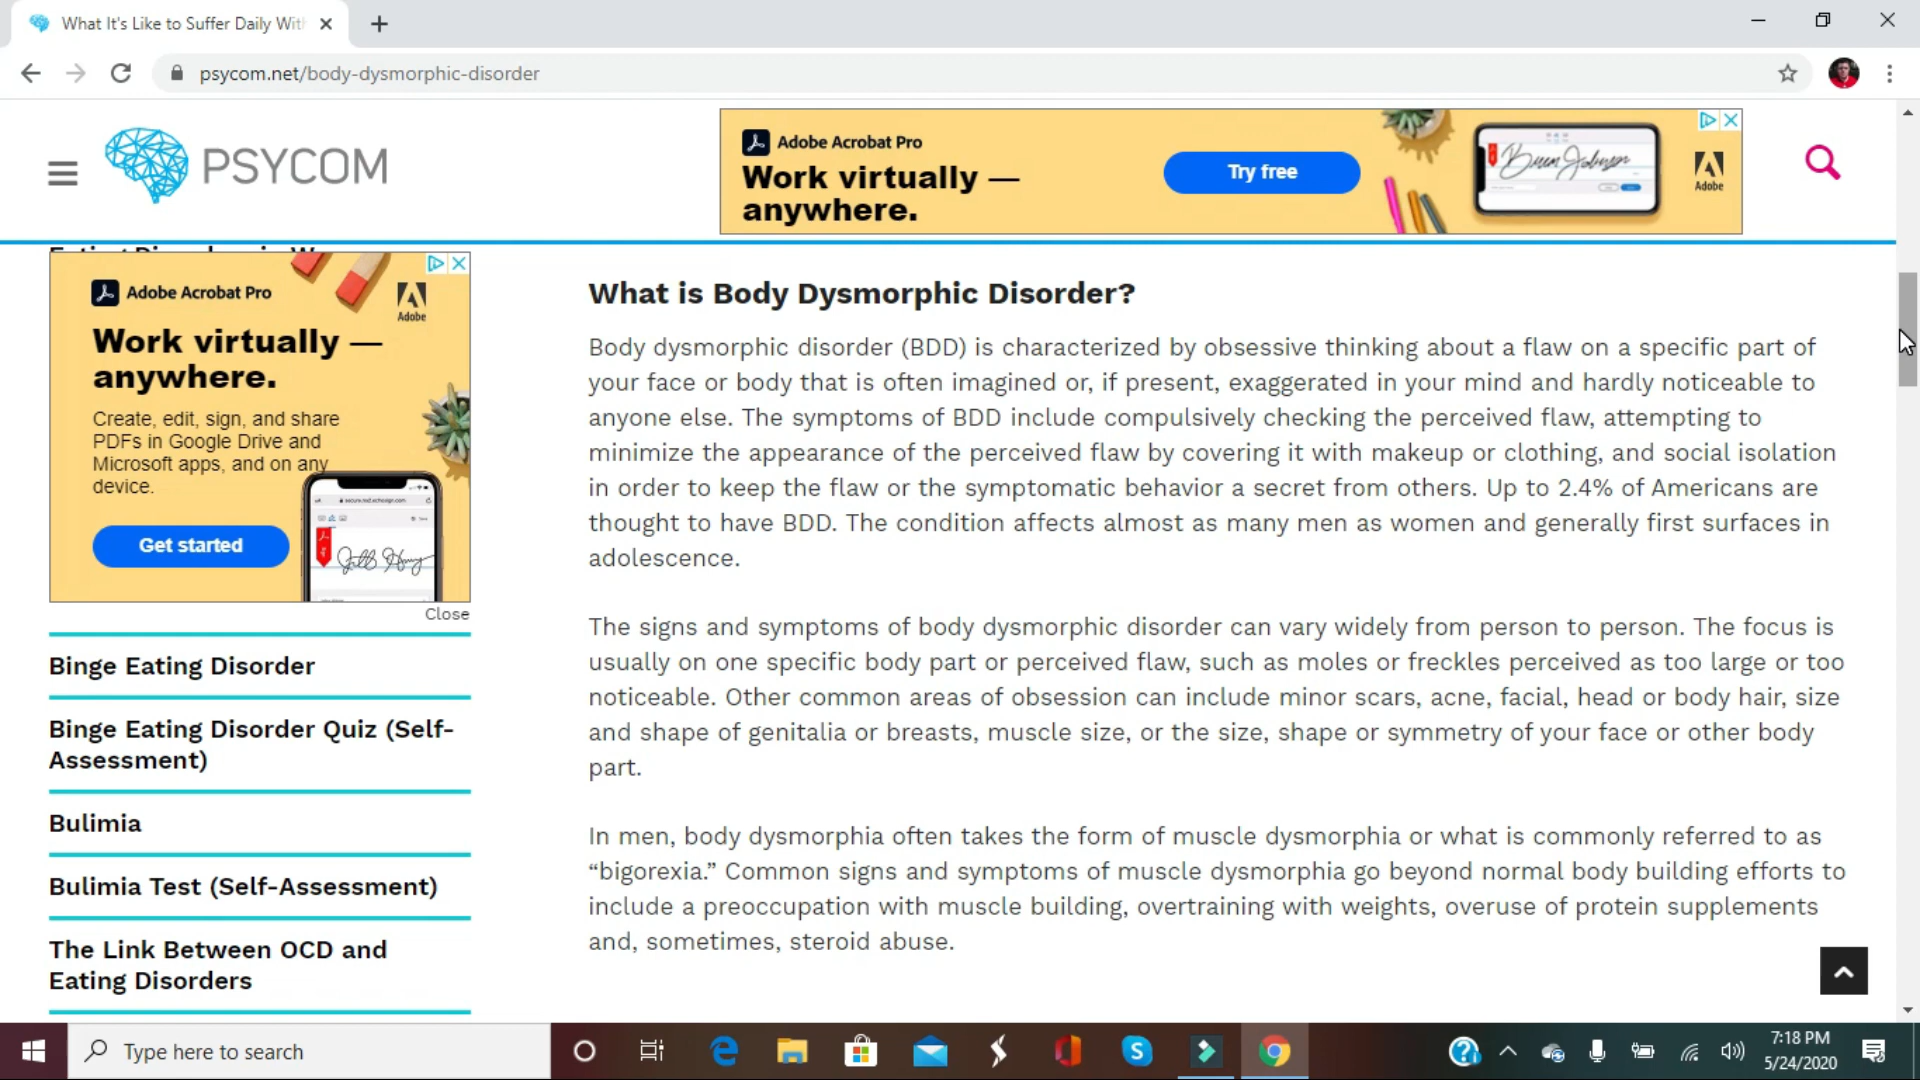 What It's Like to Suffer Daily With
psycom.net/body-dysmorphic-disorder
PSYCOM
Adobe Acrobat Pro
Work virtually —
anywhere.
Try free
Adobe
Adobe Acrobat Pro
Adobe
Work virtually —
anywhere.
Create, edit, sign, and share
PDFs in Google Drive and
Microsoft apps, and on any
device.
Get started
Close
Binge Eating Disorder
Binge Eating Disorder Quiz (Self-
Assessment)
Bulimia
Bulimia Test (Self-Assessment)
The Link Between OCD and
Eating Disorders
What is Body Dysmorphic Disorder?
Body dysmorphic disorder (BDD) is characterized by obsessive thinking about a flaw on a specific part of
your face or body that is often imagined or, if present, exaggerated in your mind and hardly noticeable to
anyone else. The symptoms of BDD include compulsively checking the perceived flaw, attempting to
minimize the appearance of the perceived flaw by covering it with makeup or clothing, and social isolation
in order to keep the flaw or the symptomatic behavior a secret from others. Up to 2.4% of Americans are
thought to have BDD. The condition affects almost as many men as women and generally first surfaces in
adolescence.
The signs and symptoms of body dysmorphic disorder can vary widely from person to person. The focus is
usually on one specific body part or perceived flaw, such as moles or freckles perceived as too large or too
noticeable. Other common areas of obsession can include minor scars, acne, facial, head or body hair, size
and shape of genitalia or breasts, muscle size, or the size, shape or symmetry of your face or other body
part.
In men, body dysmorphia often takes the form of muscle dysmorphia or what is commonly referred to as
“bigorexia.” Common signs and symptoms of muscle dysmorphia go beyond normal body building efforts to
include a preoccupation with muscle building, overtraining with weights, overuse of protein supplements
and, sometimes, steroid abuse.
Type here to search
7:18 PM
5/24/2020